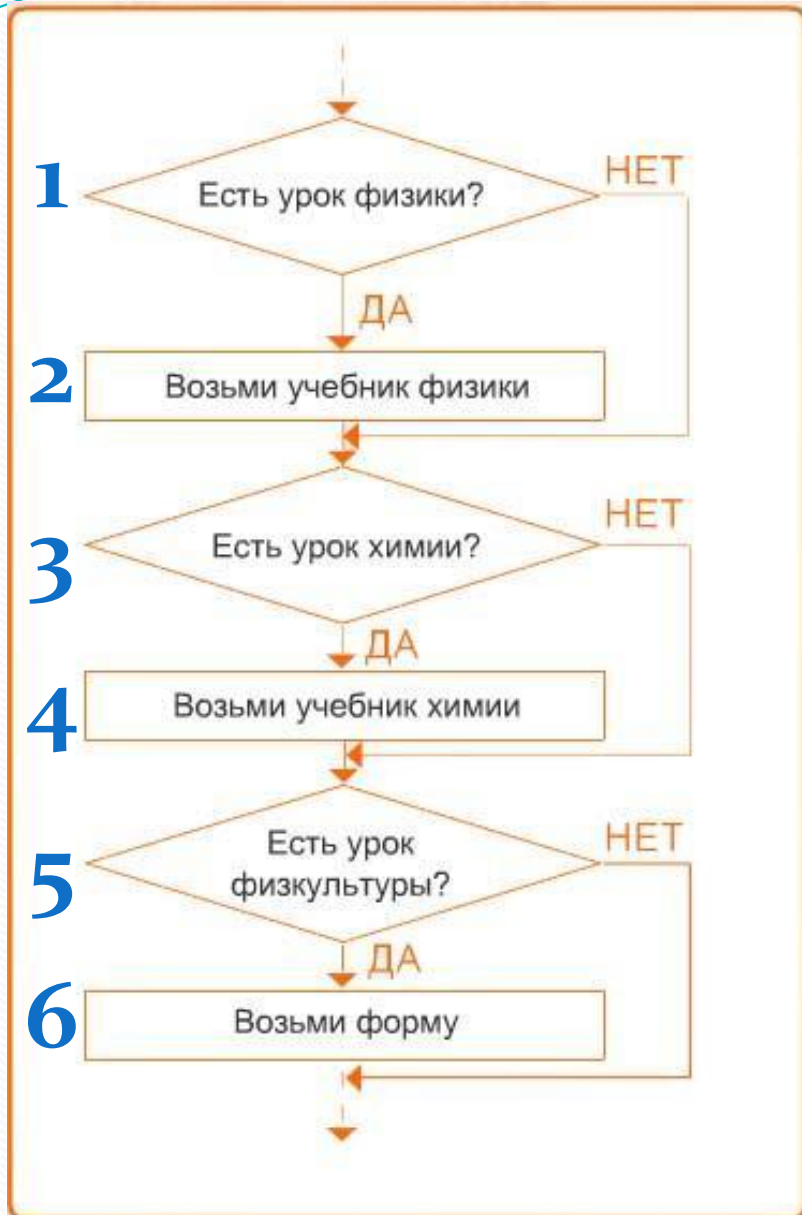 1
Есть урок физики?
НЕТ
ДА
2
Возьми учебник физики
3
Есть урок химии?
НЕТ
ДА
4
Возьми учебник химии
5
Есть урок
физкультуры?
НЕТ
ДА
6
Возьми форму